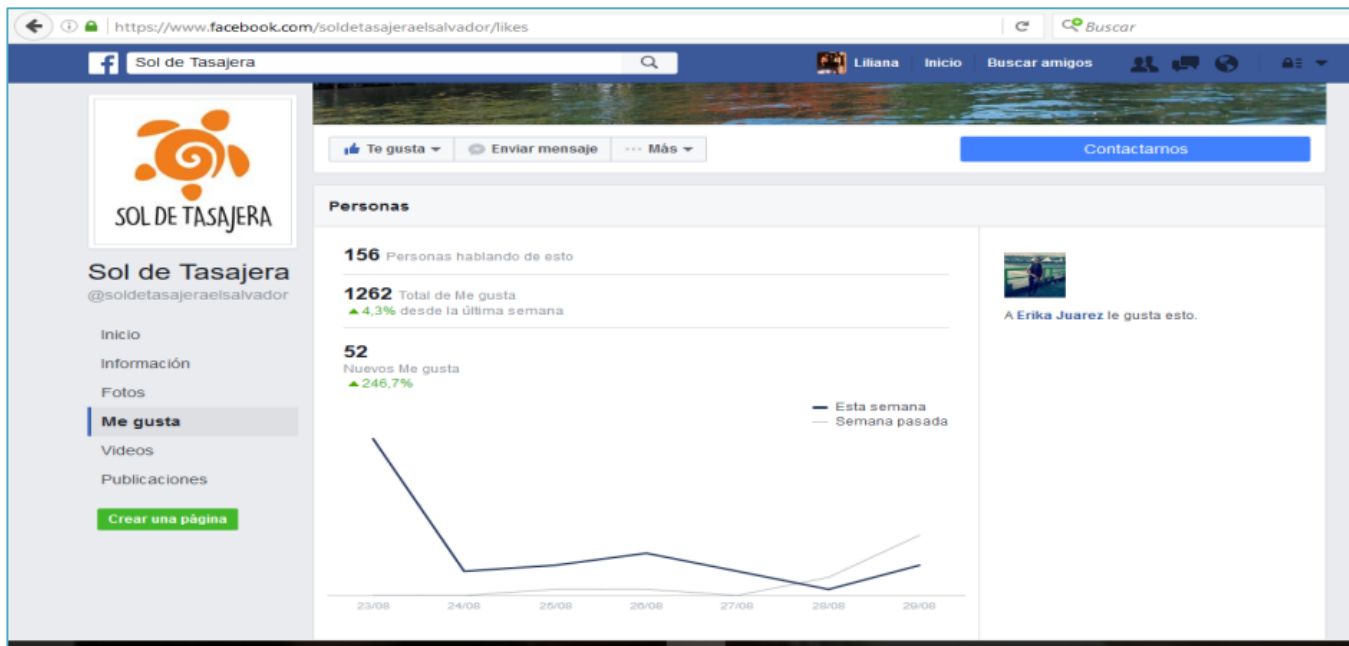 https://www.facebook.com/soldetasajeraelsalvador/likes
Buscar
Sol de Tasajera
Liliana
Inicio
Buscar amigos
SOL DE TASAJERA
Te gusta
Enviar mensaje
Más
Contactarnos
Personas
Sol de Tasajera
@soldetasajeraelsalvador
Inicio
Información
Fotos
Me gusta
Videos
Publicaciones
Crear una página
156 Personas hablando de esto
1262 Total de Me gusta
4,3% desde la última semana
52
Nuevos Me gusta
246,7%
Esta semana
Semana pasada
23/08 24/08 25/08 26/08 27/08 28/08 29/08
A Erika Juarez le gusta esto.